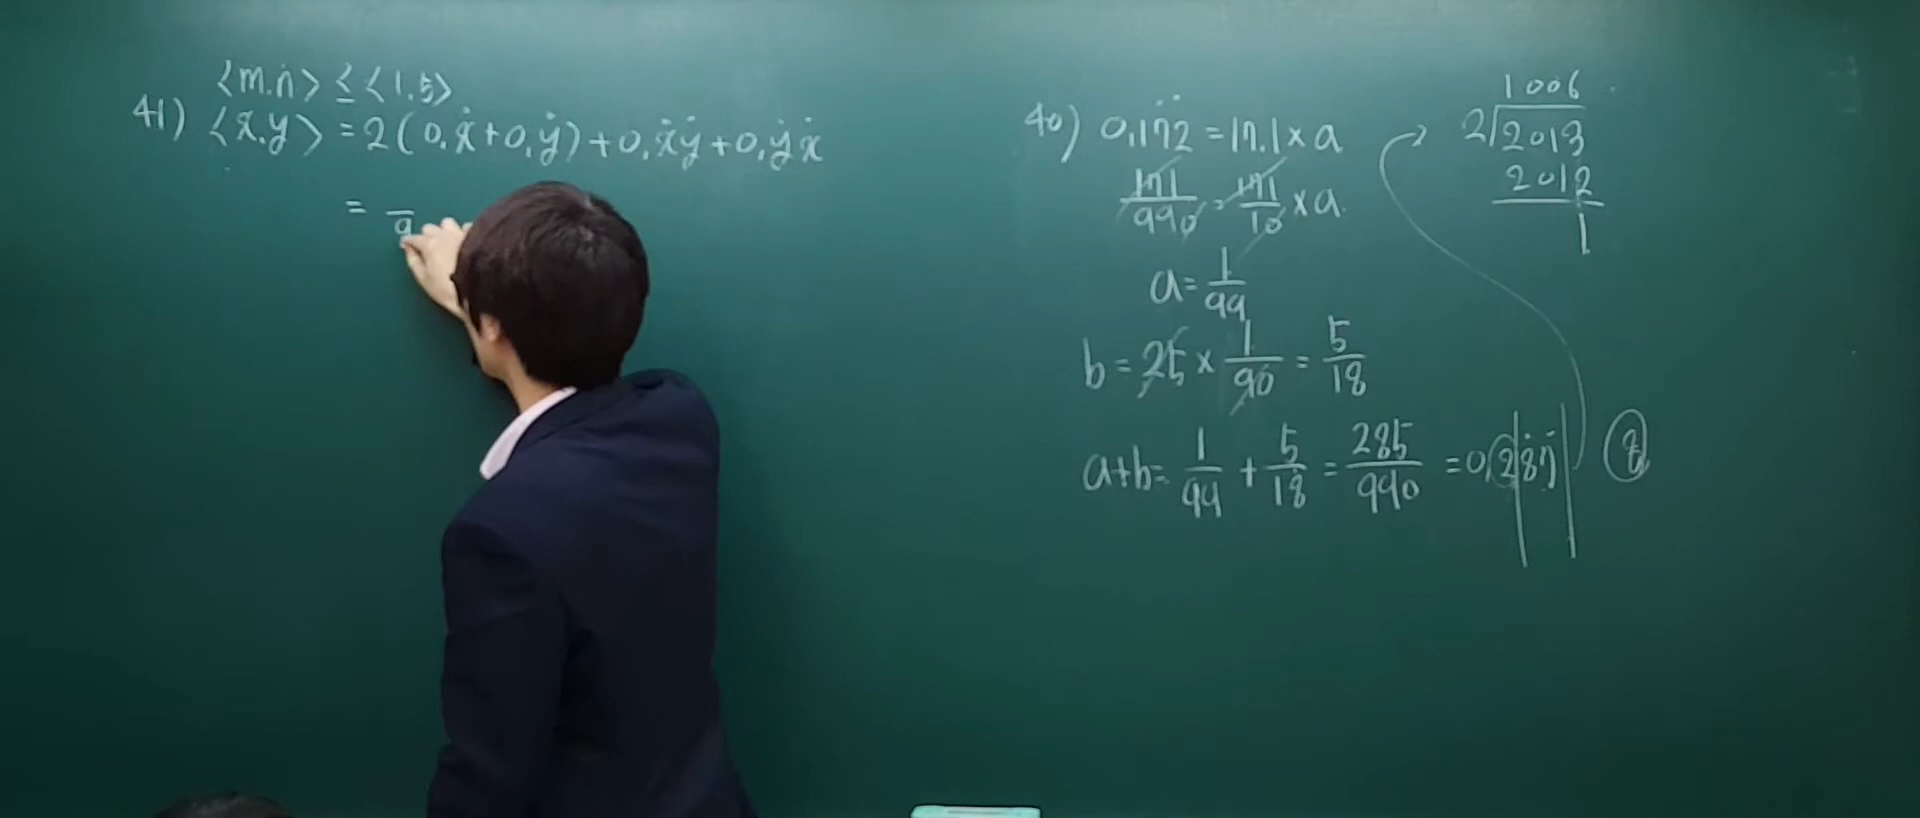 ⟨m.n⟩ ≤ ⟨1.5⟩
41) ⟨x.y⟩ = 2(0.ẋ+0.ẏ)+0.ẋẏ+0.ẏẋ
= — 9
40) 0.17̇2̇ = 17.1×a
171/990 = 171/10 ×a
a = 1/99
b = 25 × 1/90 = 5/18
a+b = 1/99 + 5/18 = 285/990 = 0.28̇7̇
8
1006
2)2013
2012
1